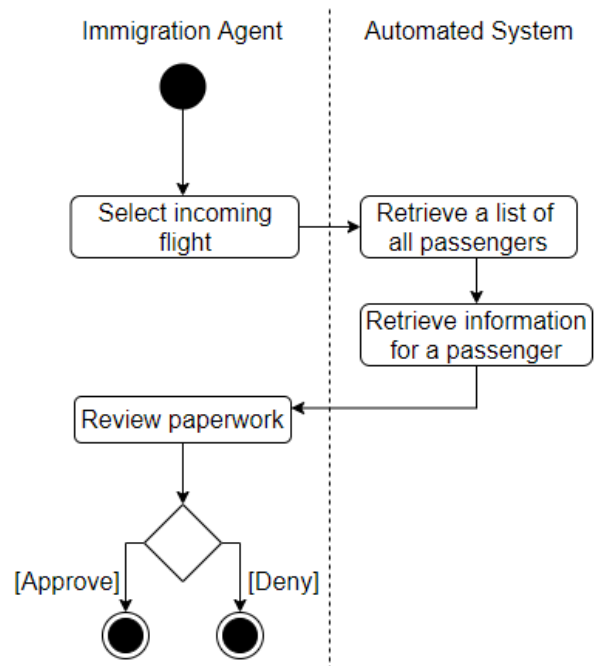 Immigration Agent
Automated System
Select incoming
flight
Retrieve a list of
all passengers
Retrieve information
for a passenger
Review paperwork
[Approve]
[Deny]